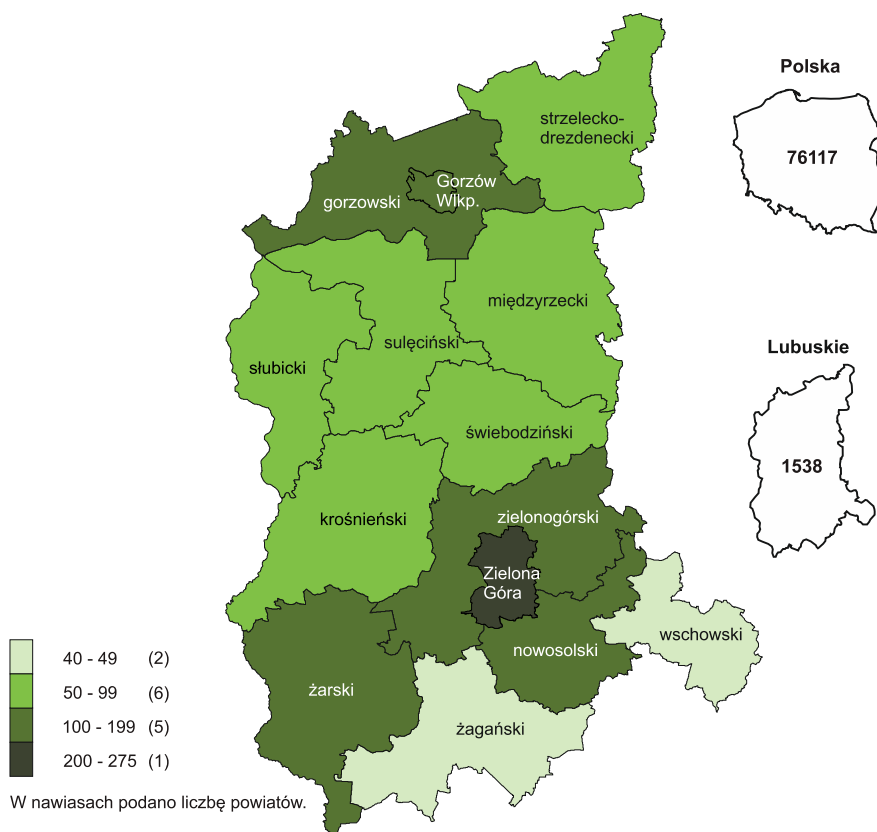 Polska
76117
strzelecko-
drezdenecki
Gorzów
Wlkp.
gorzowski
międzyrzecki
sulęciński
słubicki
Lubuskie
1538
świebodziński
krośnieński
zielonogórski
Zielona
Góra
wschowski
nowosolski
żarski
żagański
40 - 49 (2)
50 - 99 (6)
100 - 199 (5)
200 - 275 (1)
W nawiasach podano liczbę powiatów.